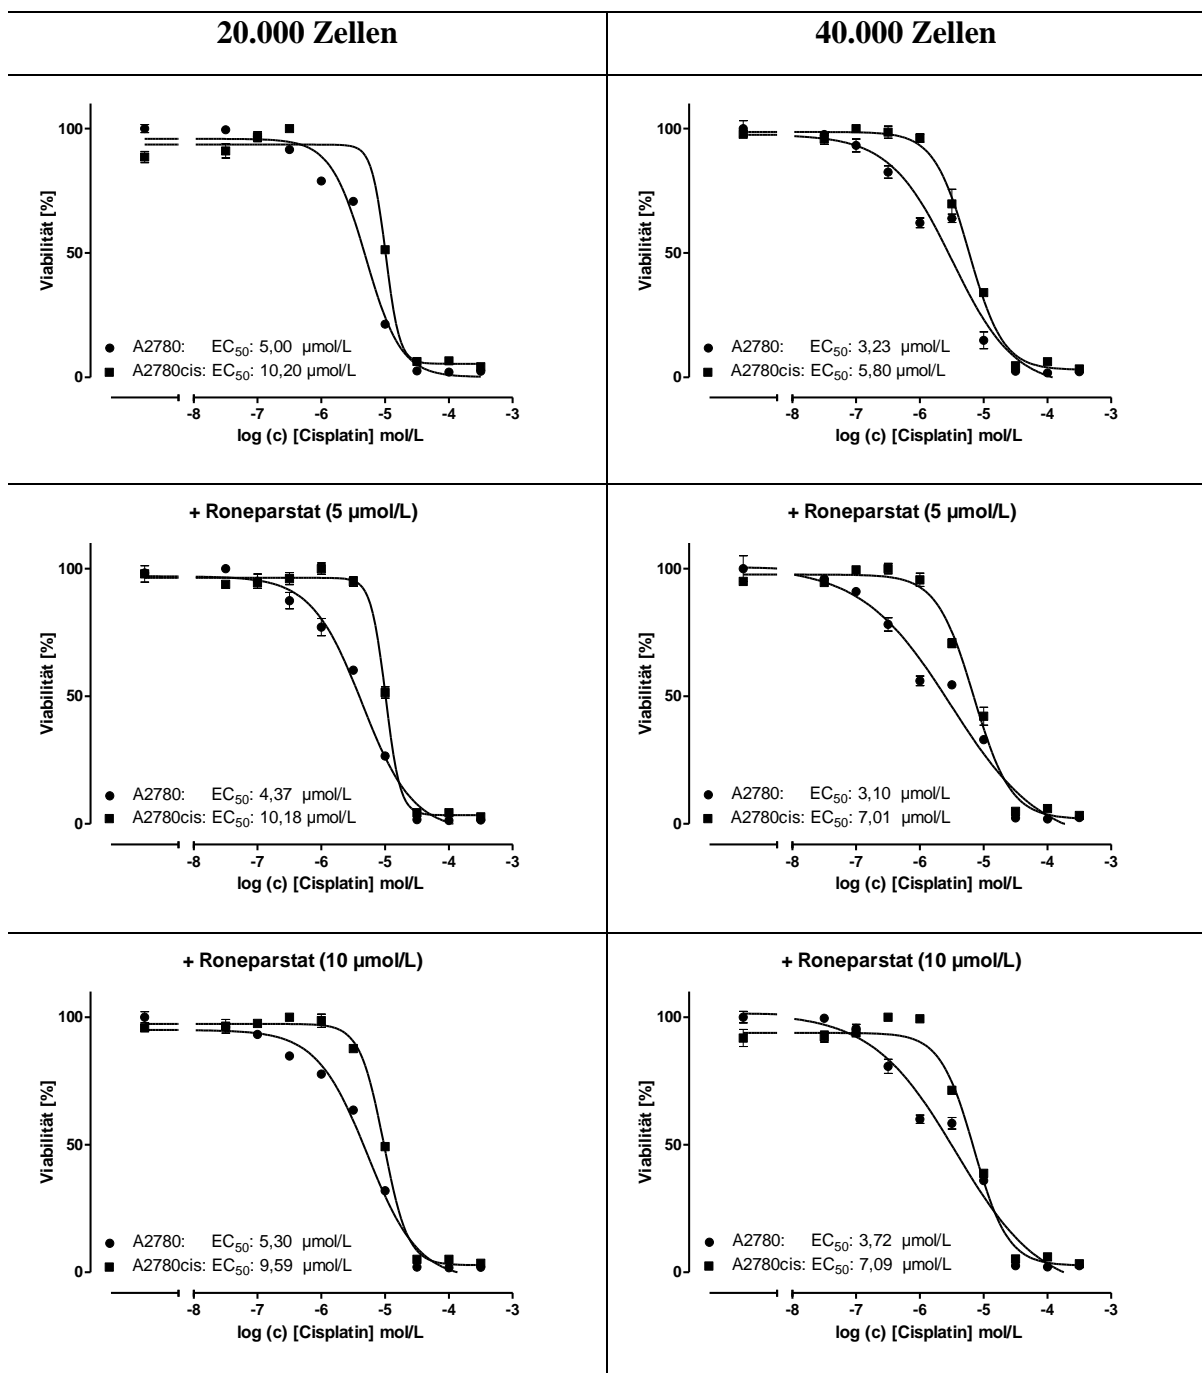 20.000 Zellen
40.000 Zellen
100
50
0
Viabilität [%]
A2780: EC50: 5,00 µmol/L
A2780cis: EC50: 10,20 µmol/L
-8 -7 -6 -5 -4 -3
log (c) [Cisplatin] mol/L
100
50
0
Viabilität [%]
A2780: EC50: 3,23 µmol/L
A2780cis: EC50: 5,80 µmol/L
-8 -7 -6 -5 -4 -3
log (c) [Cisplatin] mol/L
+ Roneparstat (5 µmol/L)
100
50
0
Viabilität [%]
A2780: EC50: 4,37 µmol/L
A2780cis: EC50: 10,18 µmol/L
-8 -7 -6 -5 -4 -3
log (c) [Cisplatin] mol/L
+ Roneparstat (5 µmol/L)
100
50
0
Viabilität [%]
A2780: EC50: 3,10 µmol/L
A2780cis: EC50: 7,01 µmol/L
-8 -7 -6 -5 -4 -3
log (c) [Cisplatin] mol/L
+ Roneparstat (10 µmol/L)
100
50
0
Viabilität [%]
A2780: EC50: 5,30 µmol/L
A2780cis: EC50: 9,59 µmol/L
-8 -7 -6 -5 -4 -3
log (c) [Cisplatin] mol/L
+ Roneparstat (10 µmol/L)
100
50
0
Viabilität [%]
A2780: EC50: 3,72 µmol/L
A2780cis: EC50: 7,09 µmol/L
-8 -7 -6 -5 -4 -3
log (c) [Cisplatin] mol/L